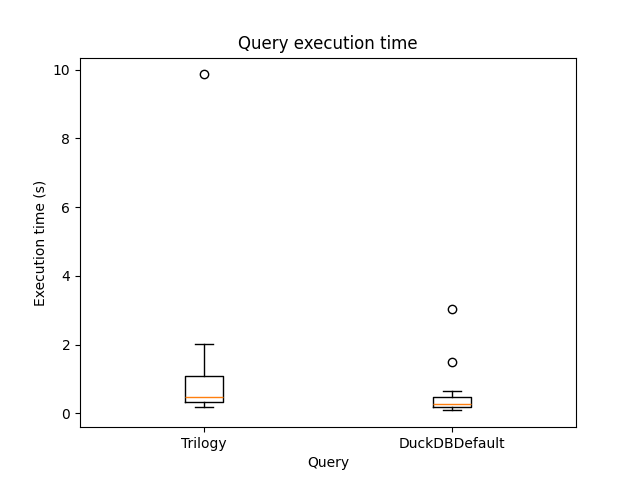 Query execution time
Execution time (s)
10
8
6
4
2
0
Trilogy
DuckDBDefault
Query